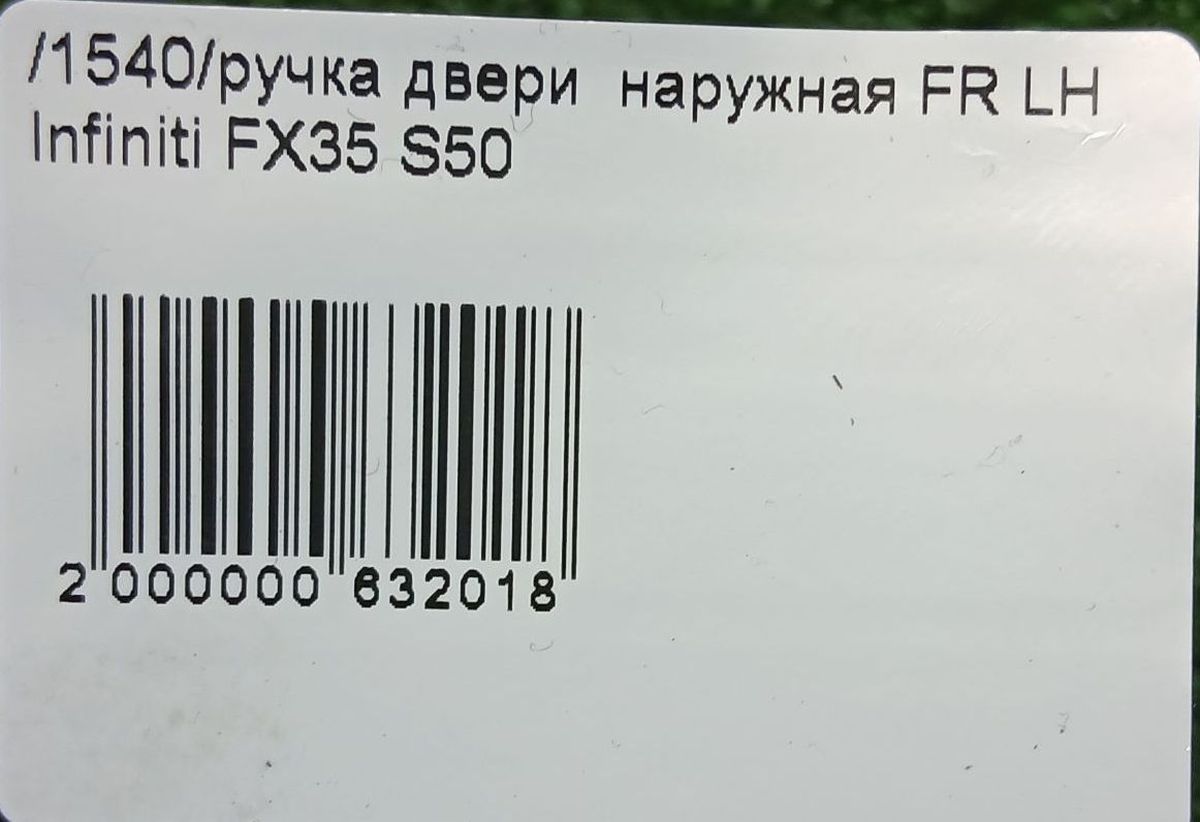 /1540/ручка двери  наружная FR LH
Infiniti FX35 S50
2 000000 632018